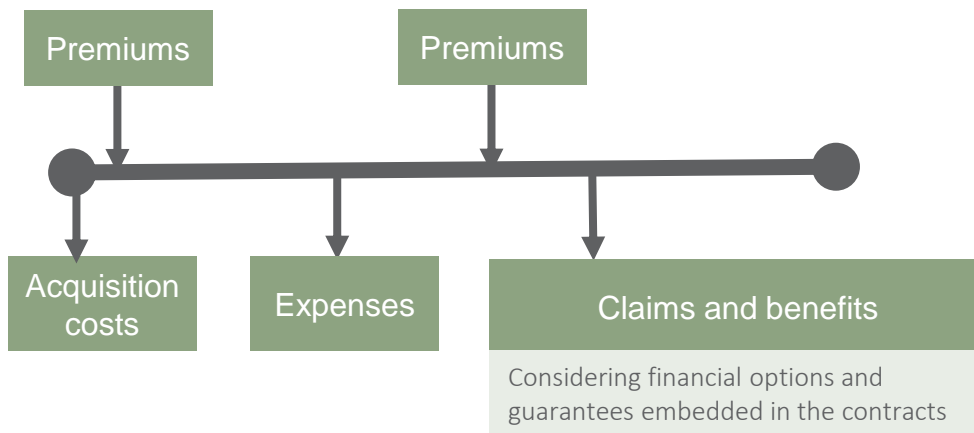 Premiums
Premiums
Acquisition
costs
Expenses
Claims and benefits
Considering financial options and
guarantees embedded in the contracts